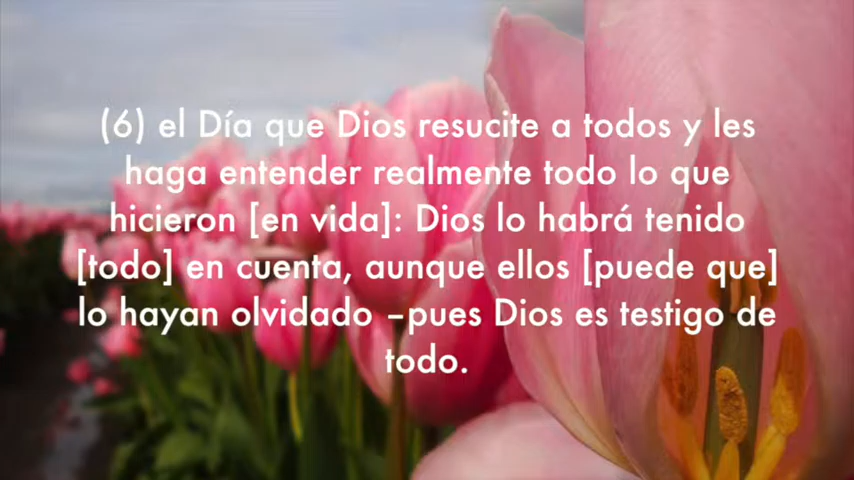 (6) el Día que Dios resucite a todos y les
haga entender realmente todo lo que
hicieron [en vida]: Dios lo habrá tenido
[todo] en cuenta, aunque ellos [puede que]
lo hayan olvidado –pues Dios es testigo de
todo.